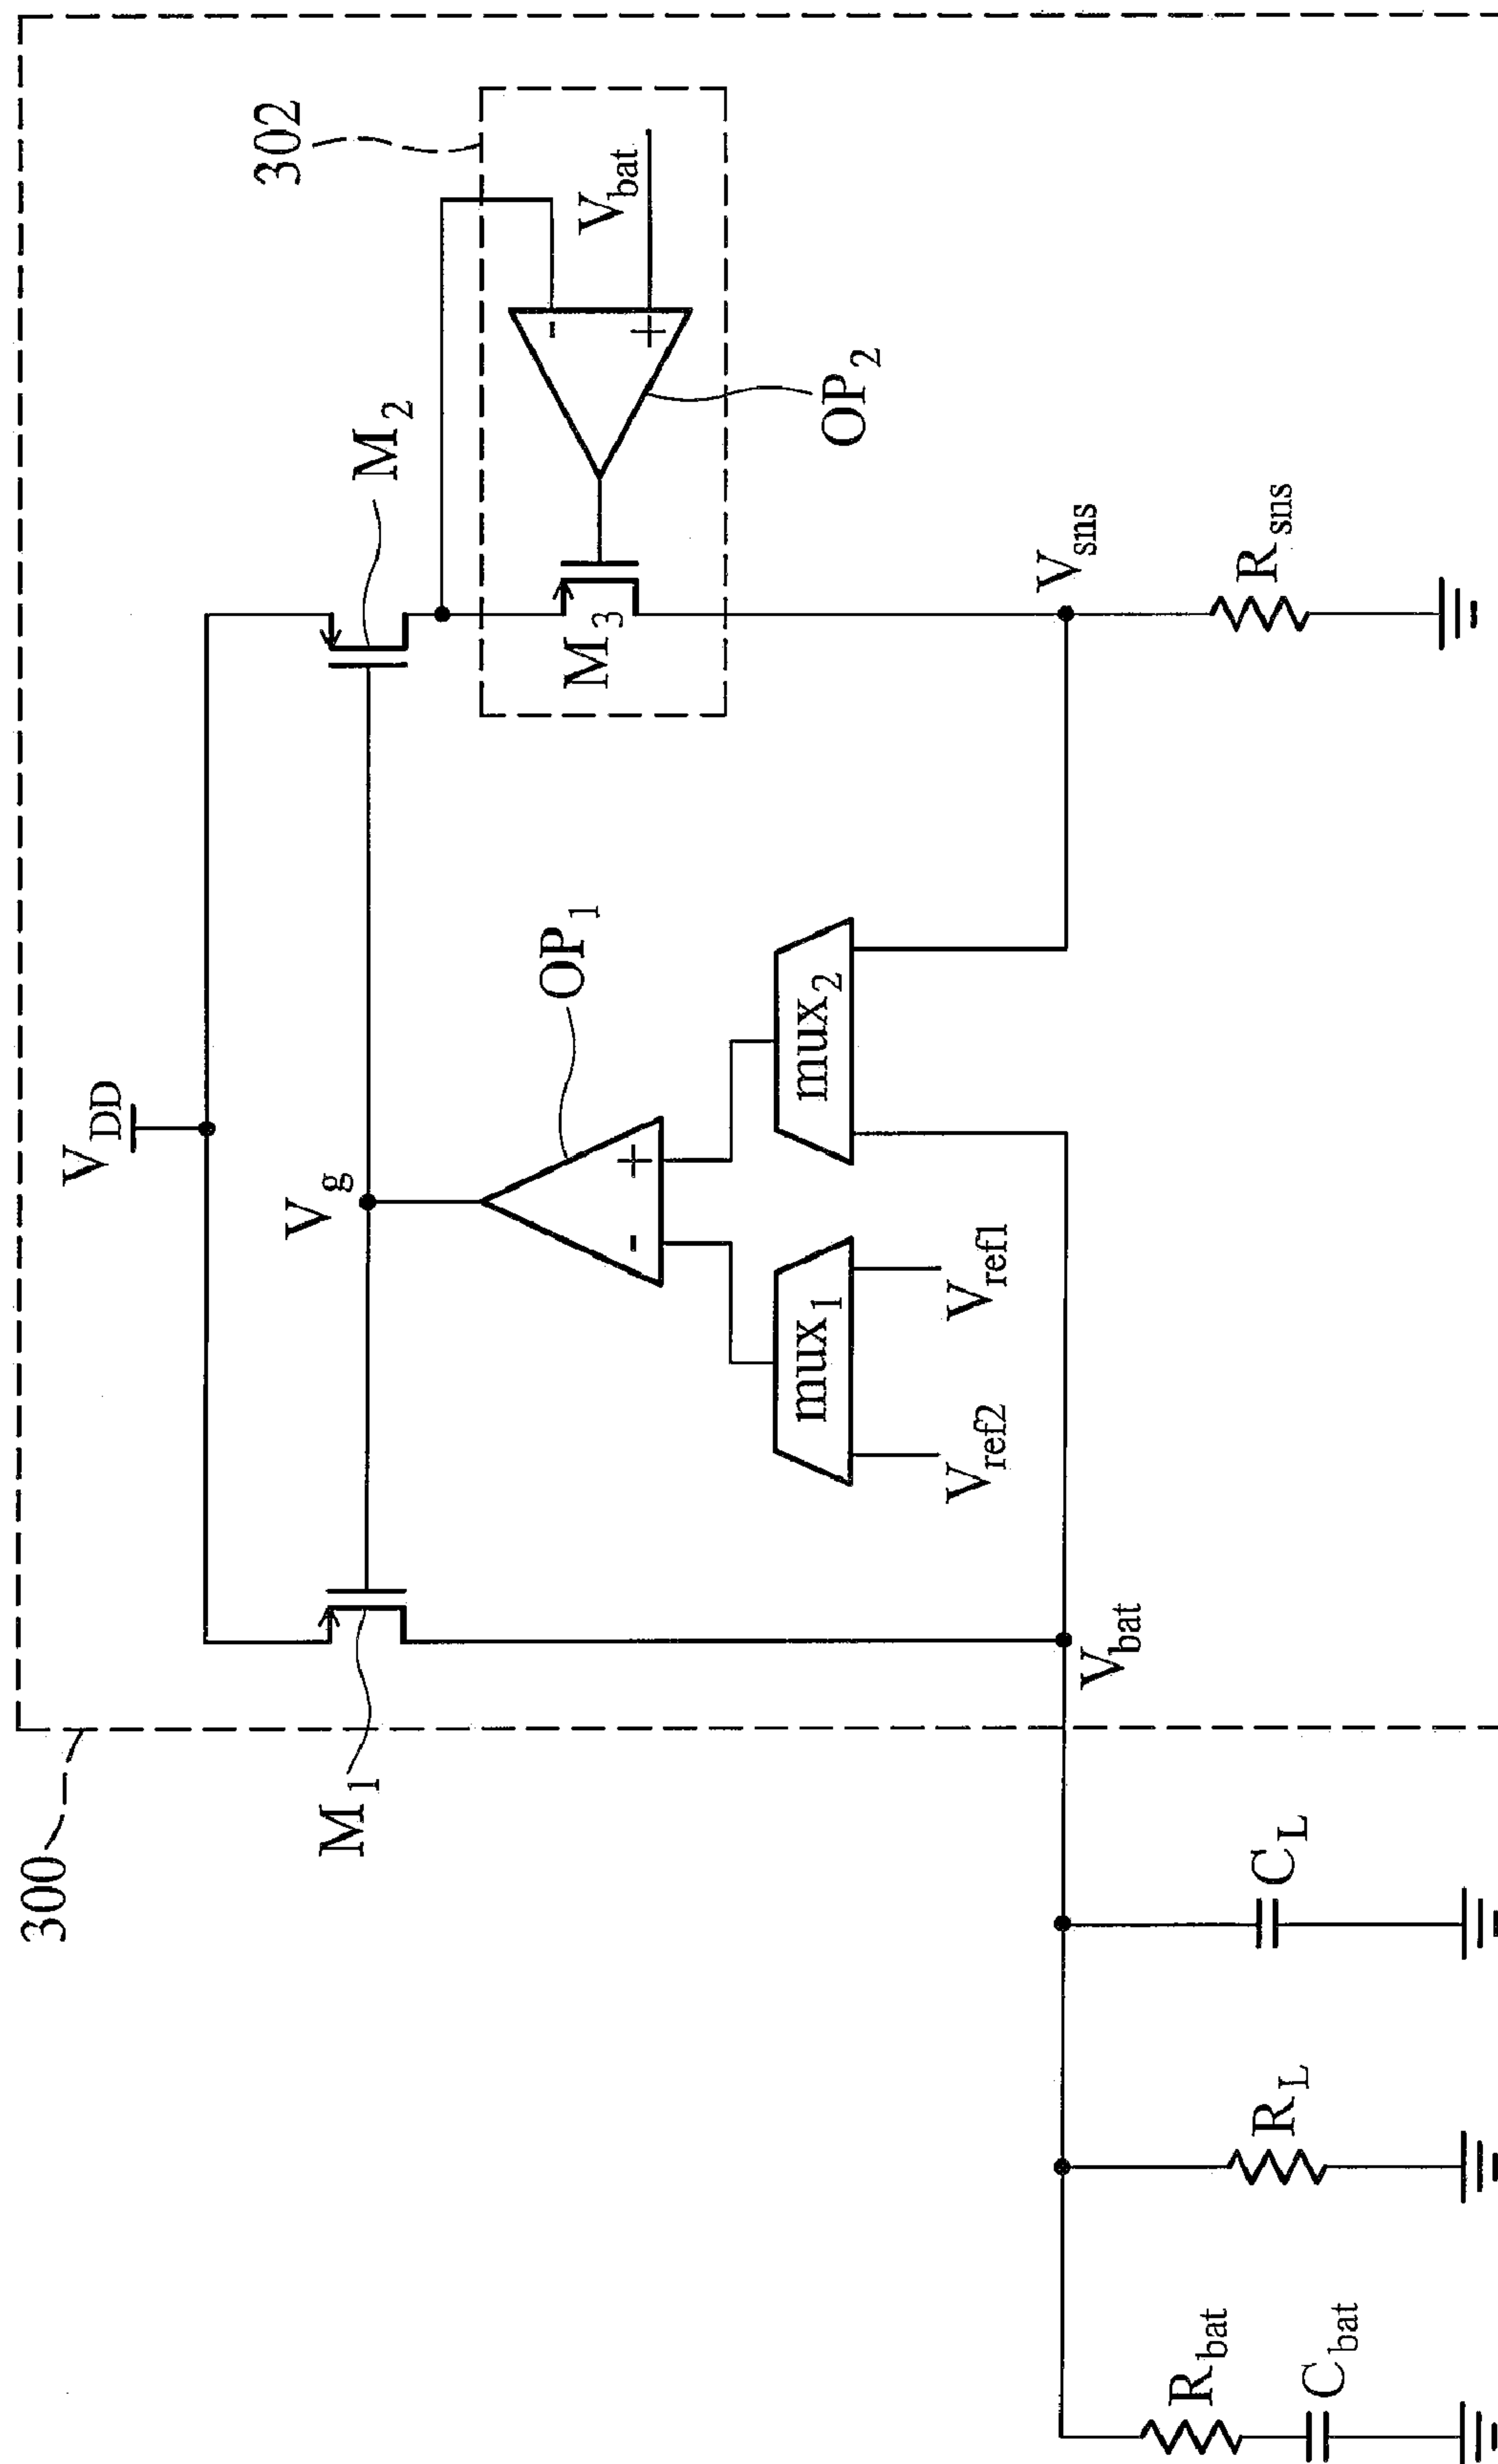 300
V_DD
302
M_1
V_g
M_2
OP_1
-
+
-
+
V_bat
OP_2
M_3
mux_1
mux_2
V_ref2
V_ref1
V_bat
V_sns
R_bat
C_bat
R_L
C_L
R_sns